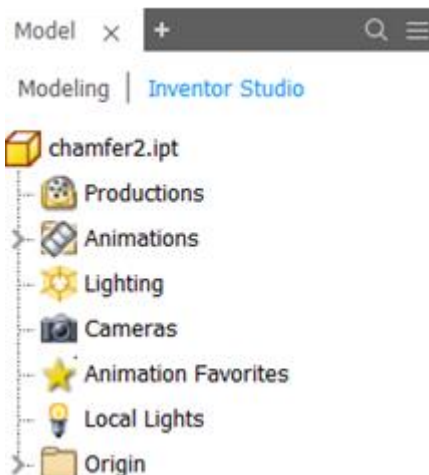 Model × +
Modeling | Inventor Studio
chamfer2.ipt
Productions
Animations
Lighting
Cameras
Animation Favorites
Local Lights
Origin